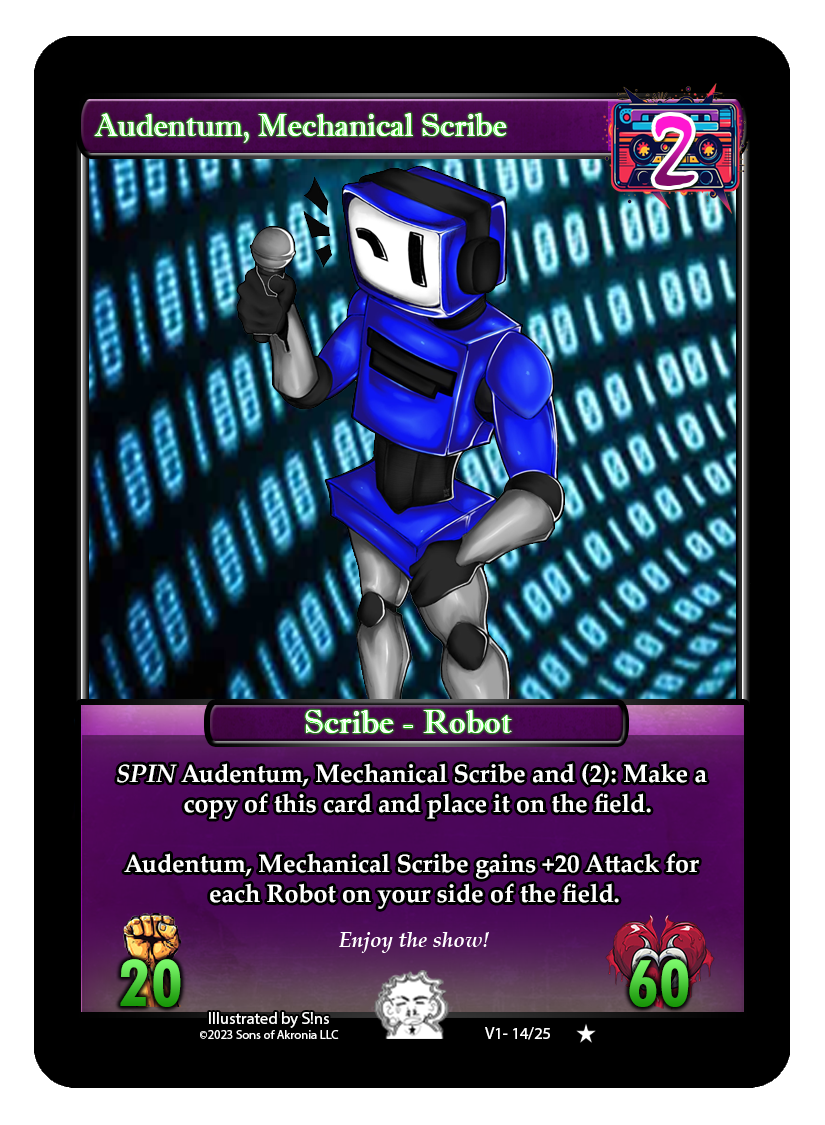 Audentum, Mechanical Scribe
2
Scribe - Robot
SPIN Audentum, Mechanical Scribe and (2): Make a
copy of this card and place it on the field.
Audentum, Mechanical Scribe gains +20 Attack for
each Robot on your side of the field.
Enjoy the show!
20
60
Illustrated by S!ns
©2023 Sons of Akronia LLC
V1- 14/25